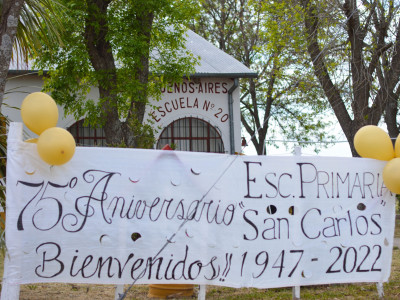 BUENOS AIRES
ESCUELA Nº 20
75º Aniversario
Bienvenidos!!
Esc. Primaria
"San Carlos"
1947 - 2022